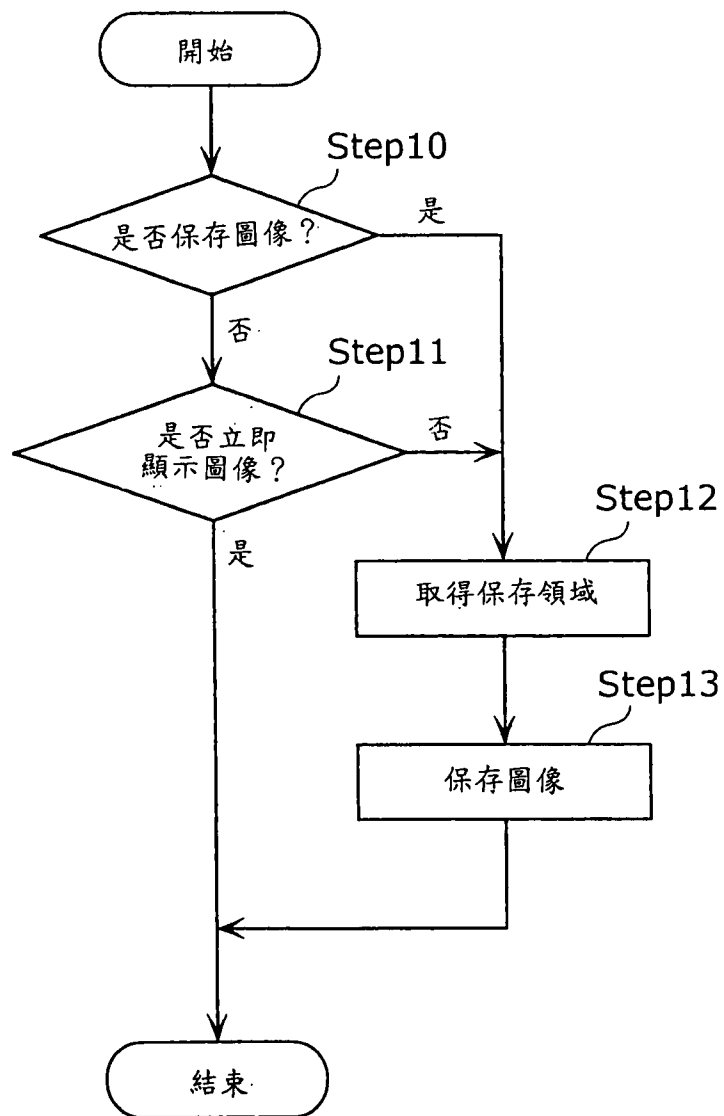 開始
Step10
是否保存圖像？
是
否
Step11
是否立即
顯示圖像？
否
是
Step12
取得保存領域
Step13
保存圖像
結束